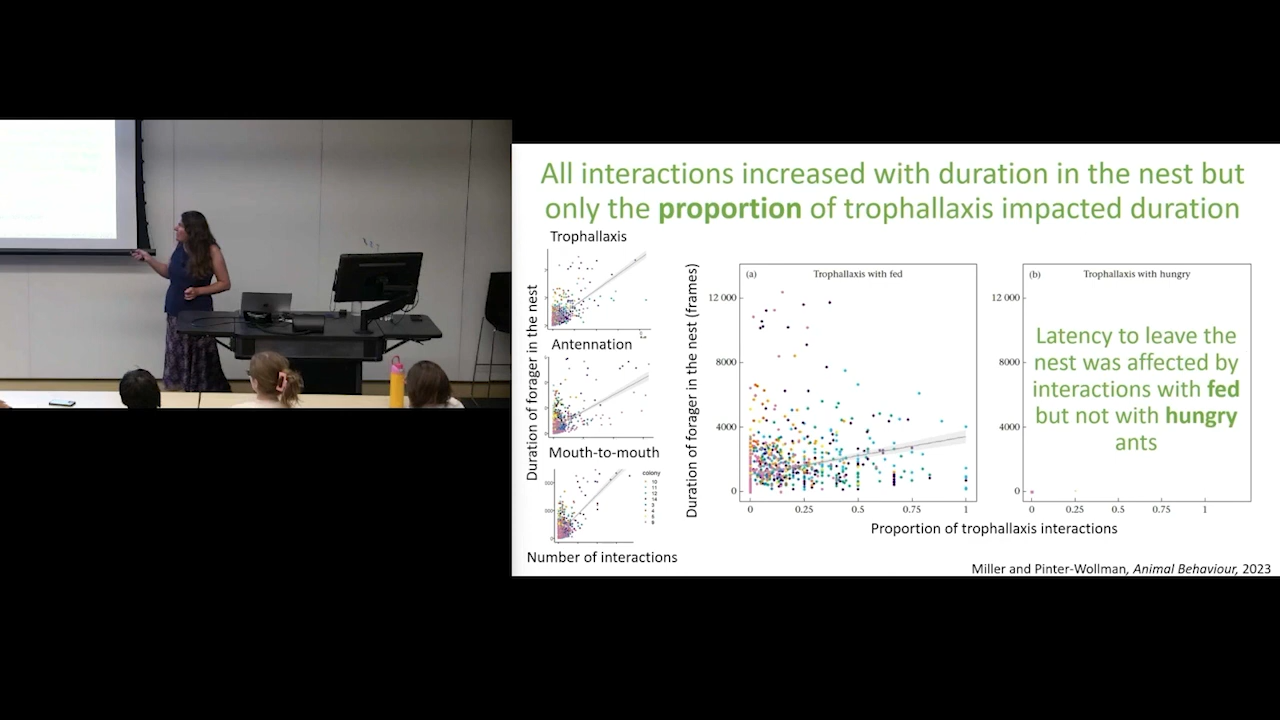 All interactions increased with duration in the nest but
only the proportion of trophallaxis impacted duration
Trophallaxis
Antennation
Mouth-to-mouth
Duration of forager in the nest
Number of interactions
colony
10
11
12
14
Duration of forager in the nest (frames)
(a)
Trophallaxis with fed
12 000
8000
4000
0
0 0.25 0.5 0.75 1
(b)
Trophallaxis with hungry
12 000
8000
4000
0
0 0.25 0.5 0.75 1
Latency to leave the
nest was affected by
interactions with fed
but not with hungry
ants
Proportion of trophallaxis interactions
Miller and Pinter-Wollman, Animal Behaviour, 2023